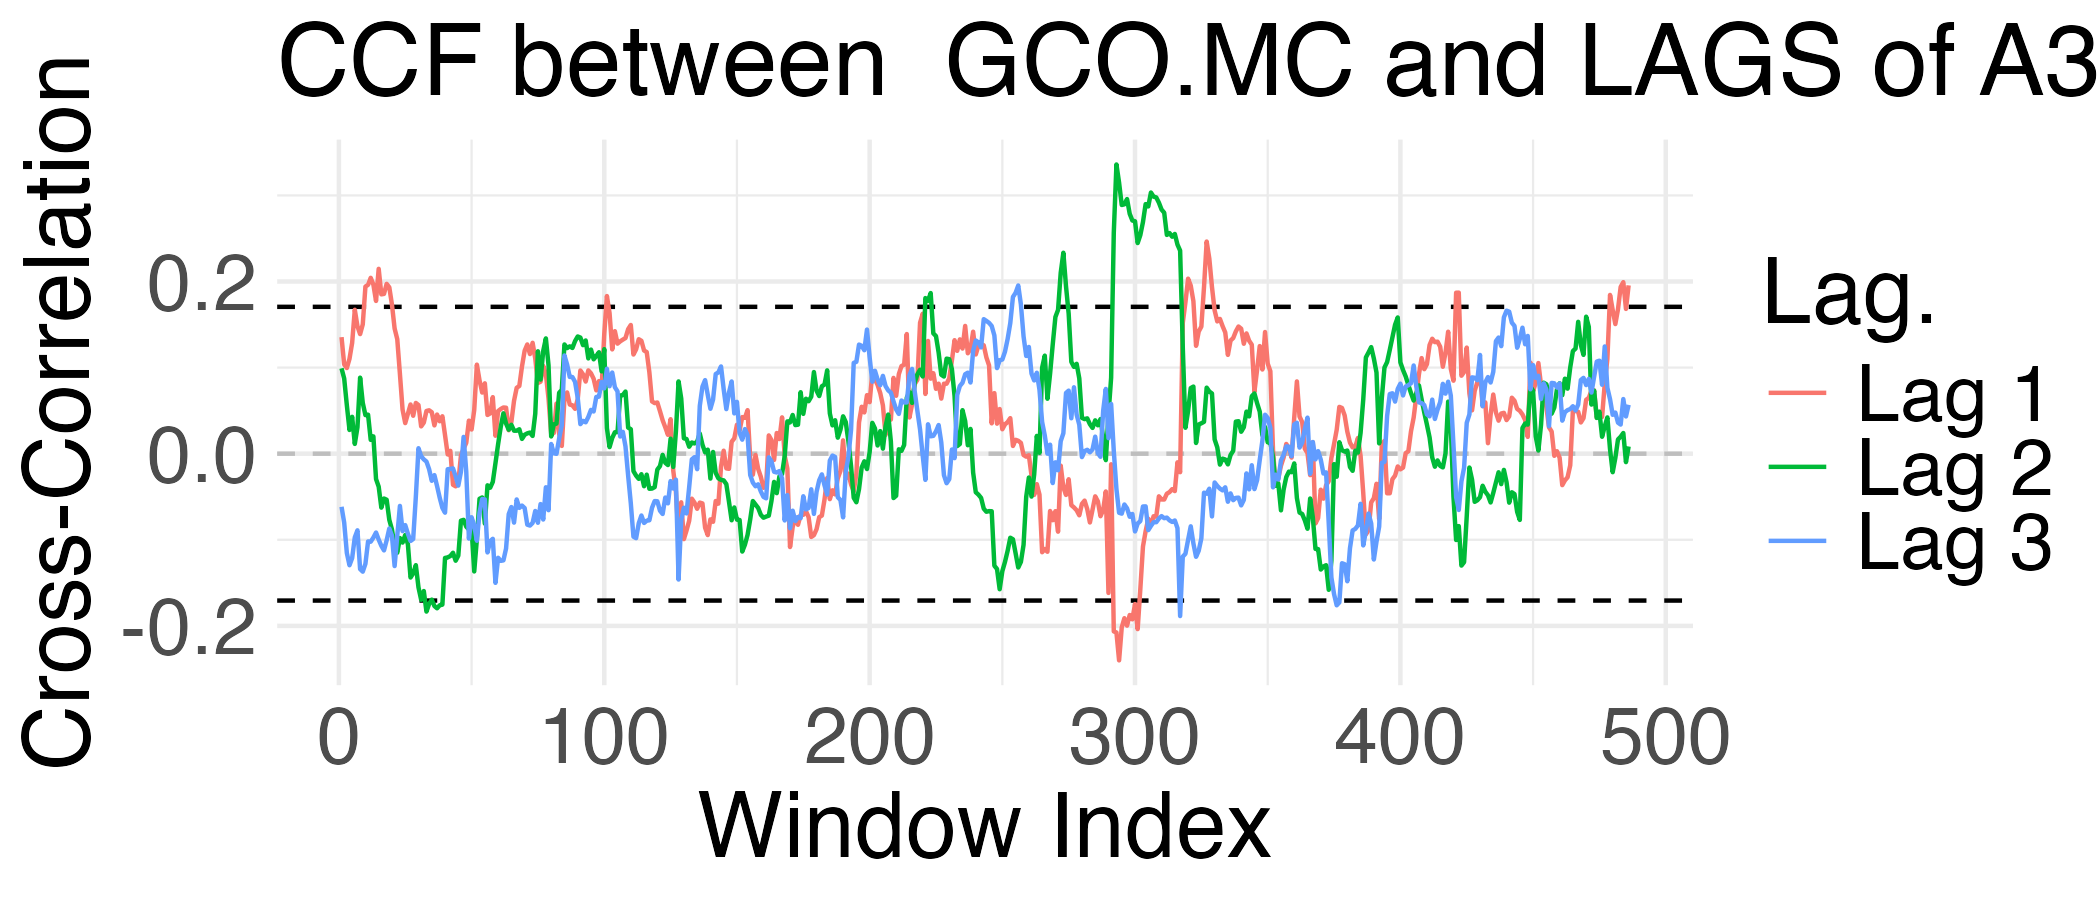 CCF between  GCO.MC and LAGS of A3
Cross-Correlation
0.2
0.0
-0.2
0
100
200
300
400
500
Window Index
Lag.
Lag 1
Lag 2
Lag 3